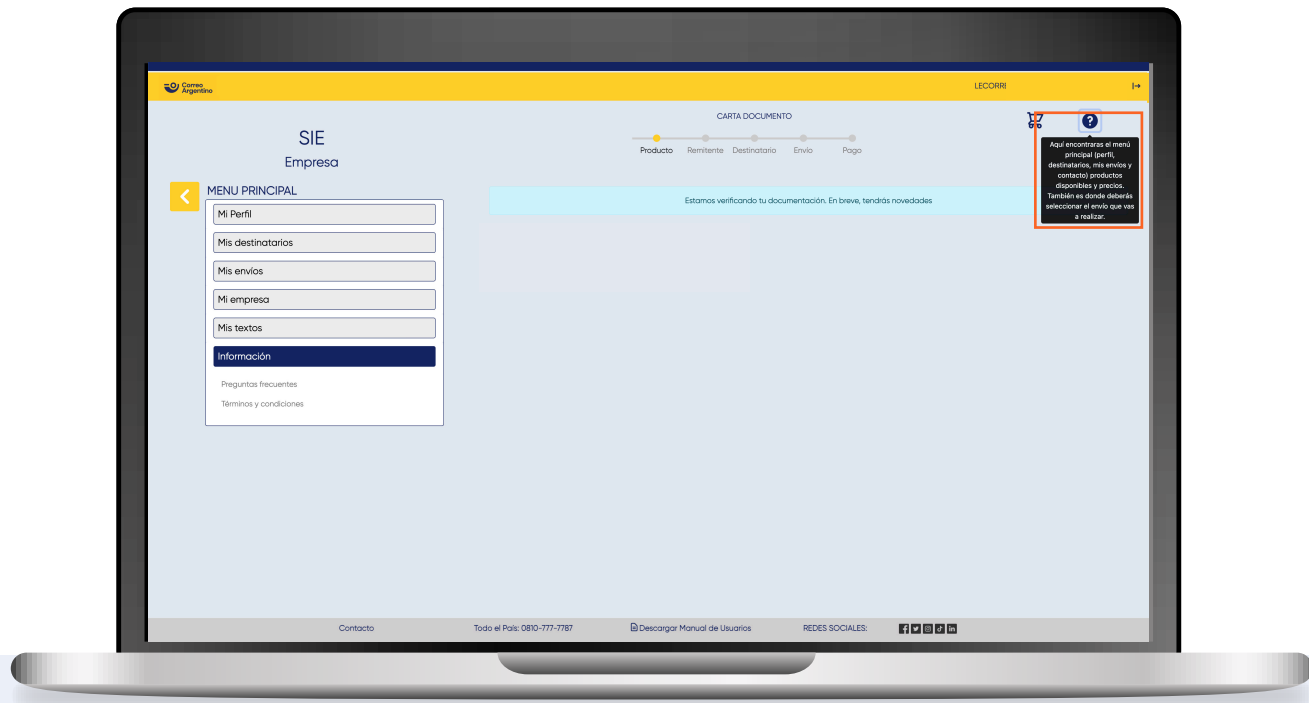 Correo
Argentino
LECORRI
CARTA DOCUMENTO
SIE
Empresa
Producto Remitente Destinatario Envío Pago
Aquí encontraras el menú
principal (perfil,
destinatarios, mis envíos y
contacto) productos
disponibles y precios.
También es donde deberás
seleccionar el envío que vas
a realizar.
MENU PRINCIPAL
Estamos verificando tu documentación. En breve, tendrás novedades
Mi Perfil
Mis destinatarios
Mis envíos
Mi empresa
Mis textos
Información
Preguntas frecuentes
Términos y condiciones
Contacto
Todo el País: 0810-777-7787
Descargar Manual de Usuarios
REDES SOCIALES: